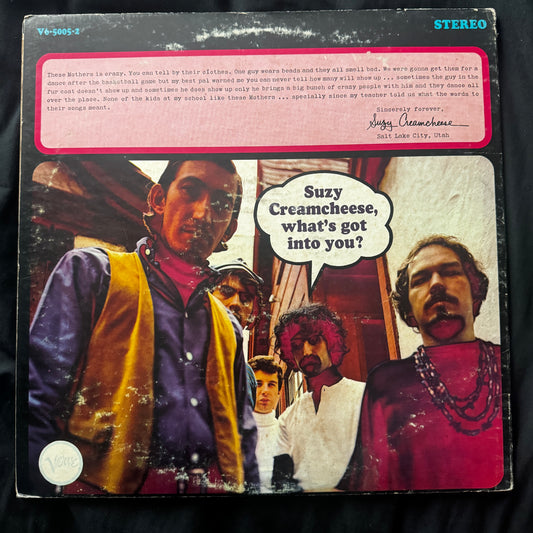 V6-5005-2
STEREO
These Mothers is crazy. You can tell by their clothes. One guy wears beads and they all smell bad. We were gonna get them for a
dance after the basketball game but my best pal warned me you can never tell how many will show up ... sometimes the guy in the
fur coat doesn't show up and sometimes he does show up only he brings a big bunch of crazy people with him and they dance all
over the place. None of the kids at my school like these Mothers ... specially since my teacher told us what the words to
their songs meant.
Sincerely forever,
Suzy Creamcheese
Salt Lake City, Utah
Suzy
Creamcheese,
what's got
into you?
Verve